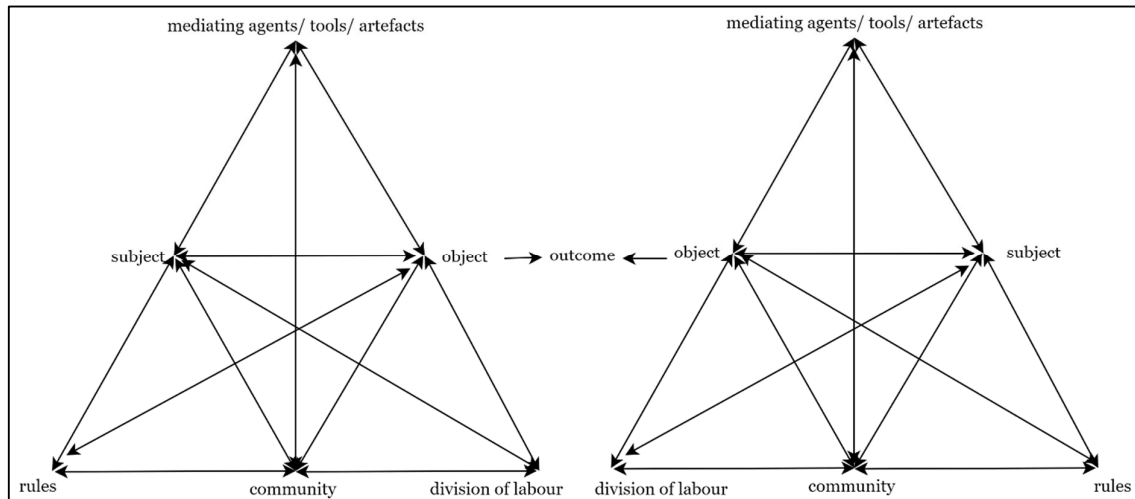 mediating agents/ tools/ artefacts
mediating agents/ tools/ artefacts
subject
object
outcome
object
subject
rules
community
division of labour
division of labour
community
rules